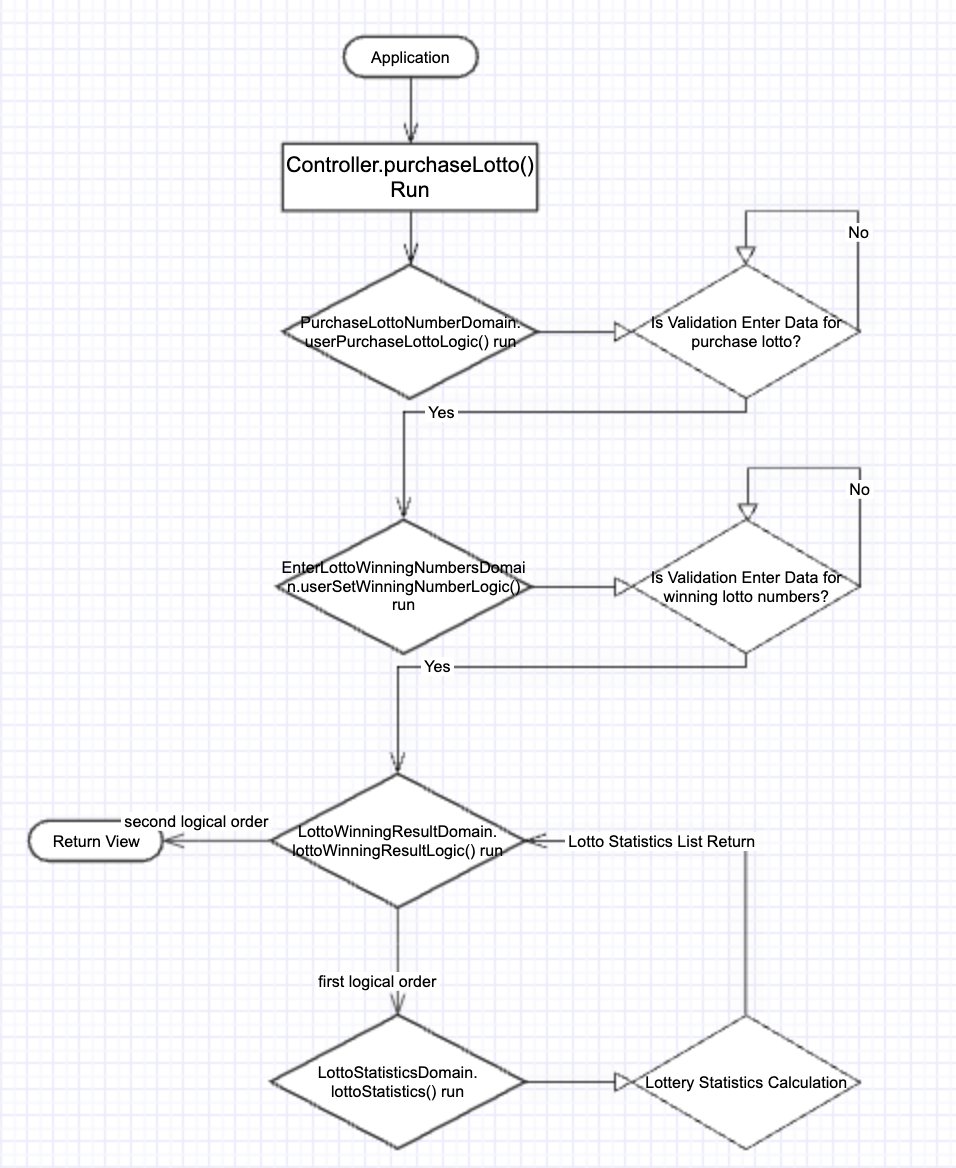 Application
Controller.purchaseLotto()
Run
No
PurchaseLottoNumberDomain.
userPurchaseLottoLogic() run
Is Validation Enter Data for
purchase lotto?
Yes
No
EnterLottoWinningNumbersDomai
n.userSetWinningNumberLogic()
run
Is Validation Enter Data for
winning lotto numbers?
Yes
second logical order
Return View
LottoWinningResultDomain.
lottoWinningResultLogic() run
Lotto Statistics List Return
first logical order
LottoStatisticsDomain.
lottoStatistics() run
Lottery Statistics Calculation